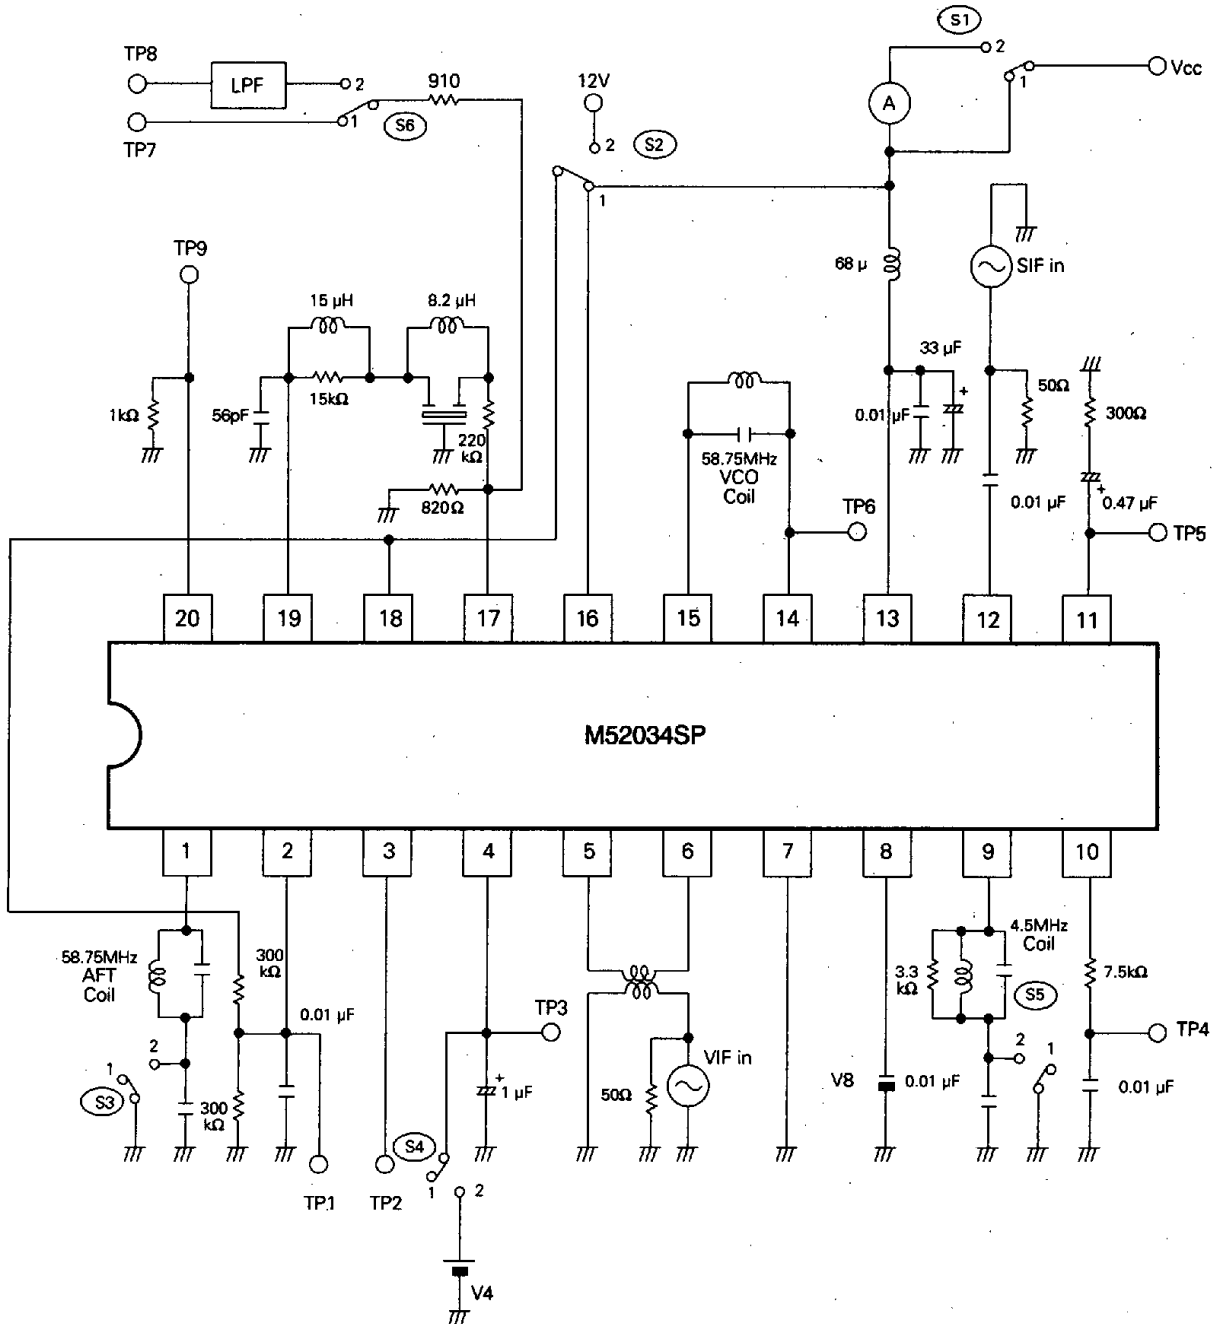 S1
2
TP8
LPF
2
910
12V
A
1
Vcc
TP7
1
S6
2
S2
1
TP9
68 µ
SIF in
15 µH
8.2 µH
33 µF
+
1kΩ
56pF
15kΩ
220
kΩ
0.01 µF
50Ω
300Ω
58.75MHz
VCO
Coil
820Ω
TP6
0.01 µF
+
0.47 µF
TP5
20
19
18
17
16
15
14
13
12
11
M52034SP
1
2
3
4
5
6
7
8
9
10
58.75MHz
AFT
Coil
300
kΩ
4.5MHz
Coil
3.3
kΩ
S5
7.5kΩ
0.01 µF
TP3
TP4
2
1
S3
300
kΩ
+
1 µF
50Ω
VIF in
V8
0.01 µF
2
1
0.01 µF
S4
TP1
TP2
1
2
V4